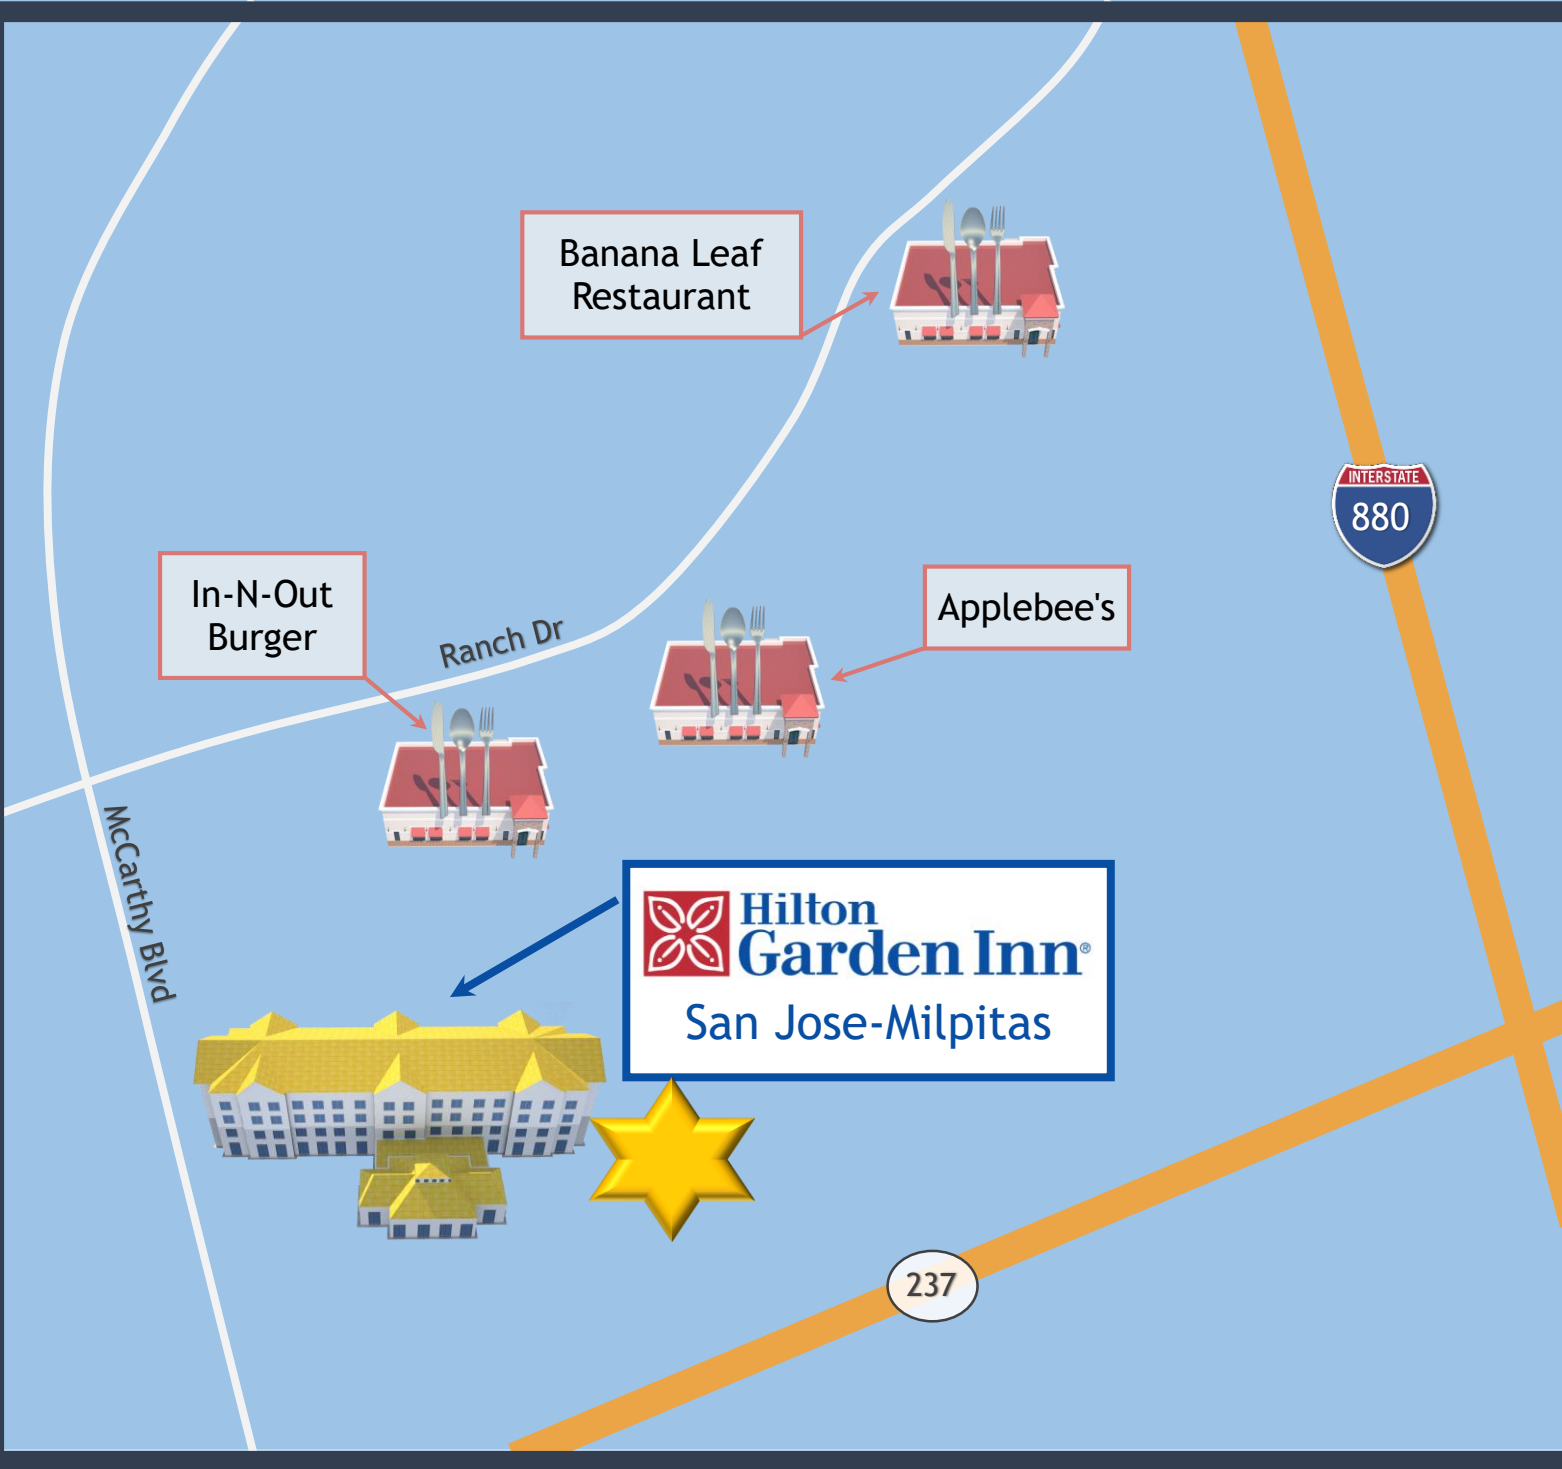 Banana Leaf
Restaurant
INTERSTATE
880
In-N-Out
Burger
Ranch Dr
Applebee's
McCarthy Blvd
Hilton
Garden Inn®
San Jose-Milpitas
237